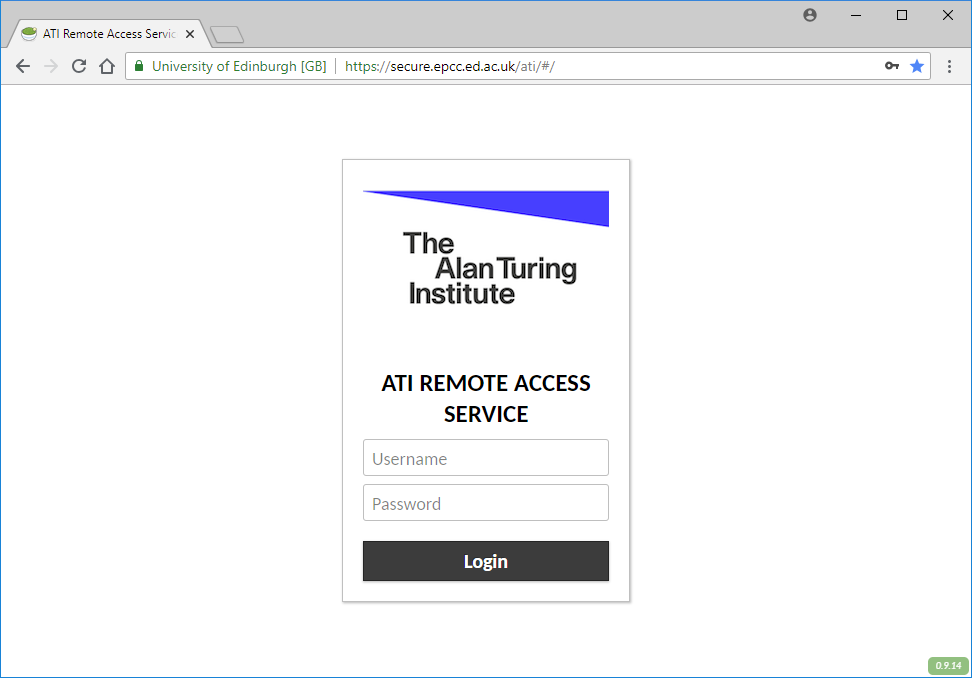 ATI Remote Access Servic
University of Edinburgh [GB] https://secure.epcc.ed.ac.uk/ati/#/
The
Alan Turing
Institute
ATI REMOTE ACCESS
SERVICE
Username
Password
Login
0.9.14